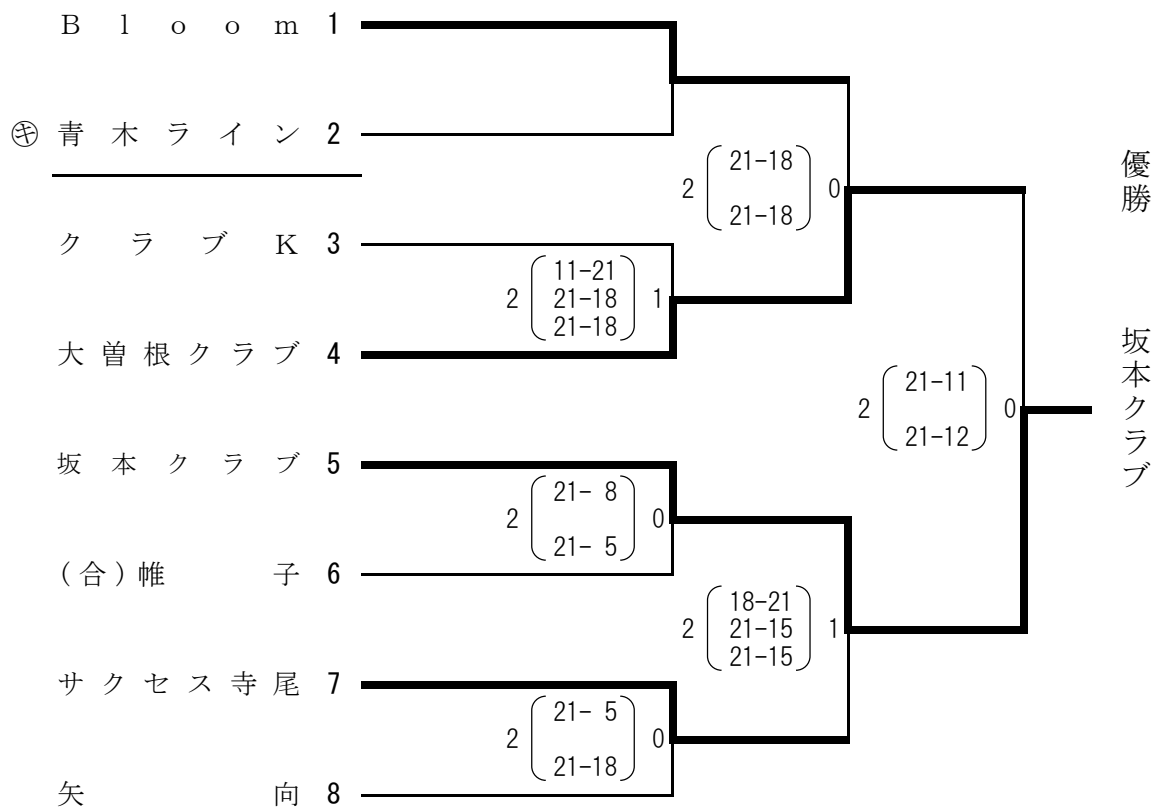 Bloom 1
㋖ 青木ライン 2
クラブK 3
大曽根クラブ 4
坂本クラブ 5
(合)帷子 6
サクセス寺尾 7
矢向 8
2 11-21 1
21-18
21-18
2 21- 8 0
21- 5
2 21- 5 0
21-18
2 21-18 0
21-18
2 18-21 1
21-15
21-15
2 21-11 0
21-12
優勝
坂本クラブ